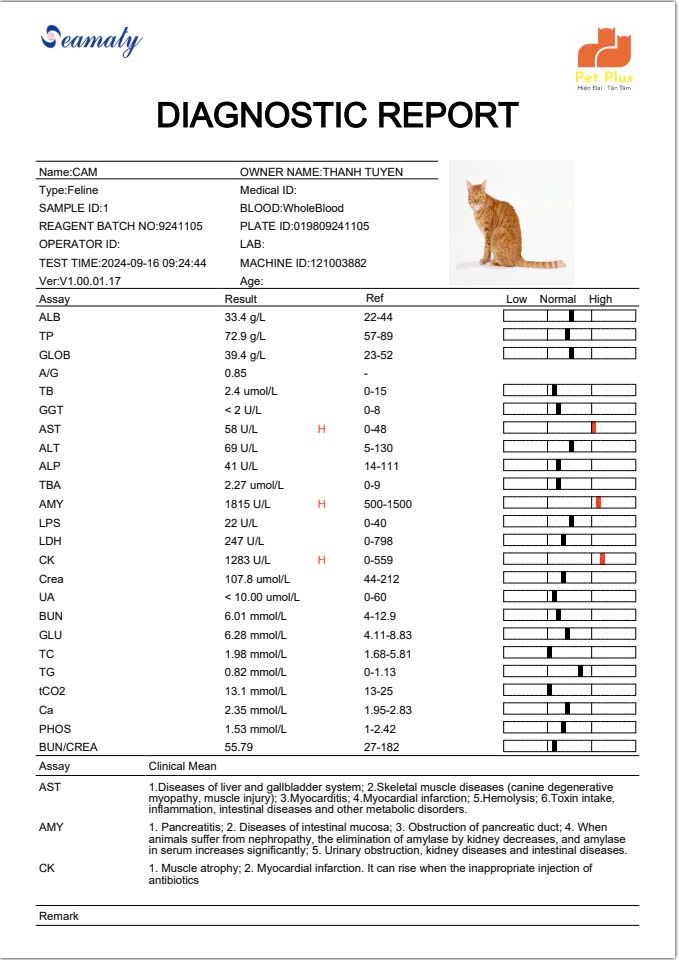 Seamaty
Pet Plus
Hiện Đại - Tận Tâm
DIAGNOSTIC REPORT
Name:CAM OWNER NAME:THANH TUYEN
Type:Feline Medical ID:
SAMPLE ID:1 BLOOD:WholeBlood
REAGENT BATCH NO:9241105 PLATE ID:019809241105
OPERATOR ID: LAB:
TEST TIME:2024-09-16 09:24:44 MACHINE ID:121003882
Ver:V1.00.01.17 Age:
Assay Result Ref Low Normal High
ALB 33.4 g/L 22-44
TP 72.9 g/L 57-89
GLOB 39.4 g/L 23-52
A/G 0.85 -
TB 2.4 umol/L 0-15
GGT < 2 U/L 0-8
AST 58 U/L H 0-48
ALT 69 U/L 5-130
ALP 41 U/L 14-111
TBA 2.27 umol/L 0-9
AMY 1815 U/L H 500-1500
LPS 22 U/L 0-40
LDH 247 U/L 0-798
CK 1283 U/L H 0-559
Crea 107.8 umol/L 44-212
UA < 10.00 umol/L 0-60
BUN 6.01 mmol/L 4-12.9
GLU 6.28 mmol/L 4.11-8.83
TC 1.98 mmol/L 1.68-5.81
TG 0.82 mmol/L 0-1.13
tCO2 13.1 mmol/L 13-25
Ca 2.35 mmol/L 1.95-2.83
PHOS 1.53 mmol/L 1-2.42
BUN/CREA 55.79 27-182
Assay Clinical Mean
AST 1.Diseases of liver and gallbladder system; 2.Skeletal muscle diseases (canine degenerative
myopathy, muscle injury); 3.Myocarditis; 4.Myocardial infarction; 5.Hemolysis; 6.Toxin intake,
inflammation, intestinal diseases and other metabolic disorders.
AMY 1. Pancreatitis; 2. Diseases of intestinal mucosa; 3. Obstruction of pancreatic duct; 4. When
animals suffer from nephropathy, the elimination of amylase by kidney decreases, and amylase
in serum increases significantly; 5. Urinary obstruction, kidney diseases and intestinal diseases.
CK 1. Muscle atrophy; 2. Myocardial infarction. It can rise when the inappropriate injection of
antibiotics
Remark